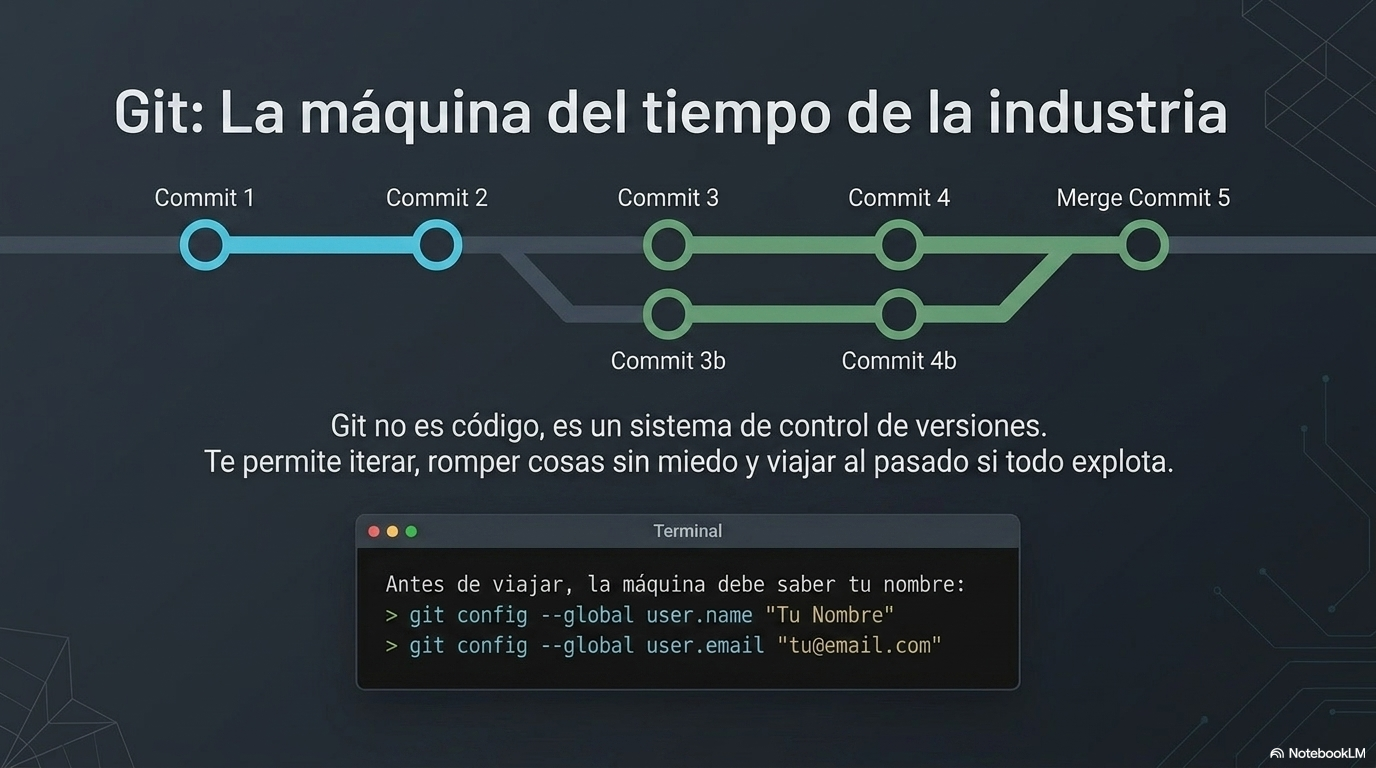 Git: La máquina del tiempo de la industria
Commit 1
Commit 2
Commit 3
Commit 4
Merge Commit 5
Commit 3b
Commit 4b
Git no es código, es un sistema de control de versiones.
Te permite iterar, romper cosas sin miedo y viajar al pasado si todo explota.
Terminal
Antes de viajar, la máquina debe saber tu nombre:
> git config --global user.name "Tu Nombre"
> git config --global user.email "tu@email.com"
NotebookLM